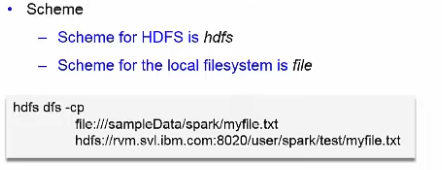 • Scheme
– Scheme for HDFS is hdfs
– Scheme for the local filesystem is file
hdfs dfs -cp
file:///sampleData/spark/myfile.txt
hdfs://rvm.svl.ibm.com:8020/user/spark/test/myfile.txt